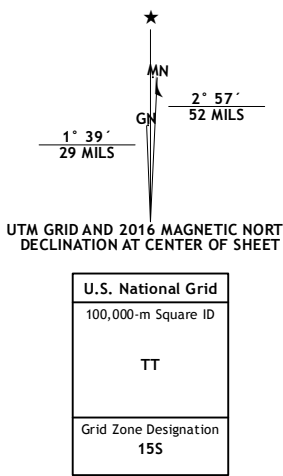 ★
MN
GN
2° 57´
52 MILS
1° 39´
29 MILS
UTM GRID AND 2016 MAGNETIC NORT
DECLINATION AT CENTER OF SHEET
U.S. National Grid
100,000-m Square ID
TT
Grid Zone Designation
15S